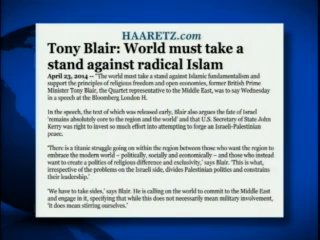 HAARETZ.com
Tony Blair: World must take a
stand against radical Islam
April 23, 2014 -- "The world must take a stand against Islamic fundamentalism and
support the principles of religious freedom and open economies, former British Prime
Minister Tony Blair, the Quartet representative to the Middle East, was to say Wednesday
in a speech at the Bloomberg London H.
In the speech, the text of which was released early, Blair also argues the fate of Israel
'remains absolutely core to the region and the world' and that U.S. Secretary of State John
Kerry was right to invest so much effort into attempting to forge an Israeli-Palestinian
peace.
'There is a titanic struggle going on within the region between those who want the region to
embrace the modern world – politically, socially and economically – and those who instead
want to create a politics of religious difference and exclusivity,' says Blair. 'This is what,
irrespective of the problems on the Israeli side, divides Palestinian politics and constrains
their leadership.'
'We have to take sides,' says Blair. He is calling on the world to commit to the Middle East
and engage in it, specifying that while this does not necessarily mean military involvement,
'it does mean stirring ourselves.'